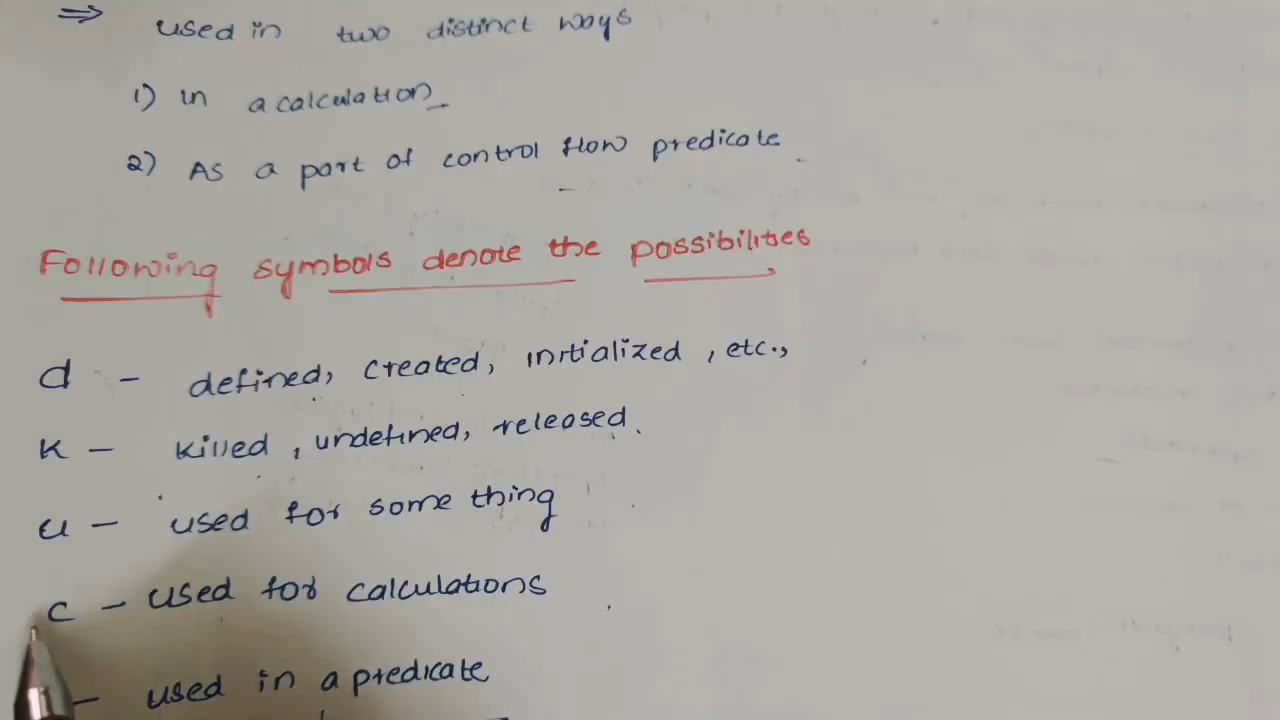 ⇒ used in two distinct ways
1) in a calculation
2) As a part of control flow predicate
Following symbols denote the possibilites
d - defined, created, initialized, etc.,
K - Killed, undefined, released.
u - used for some thing
c - used for calculations
- used in a predicate